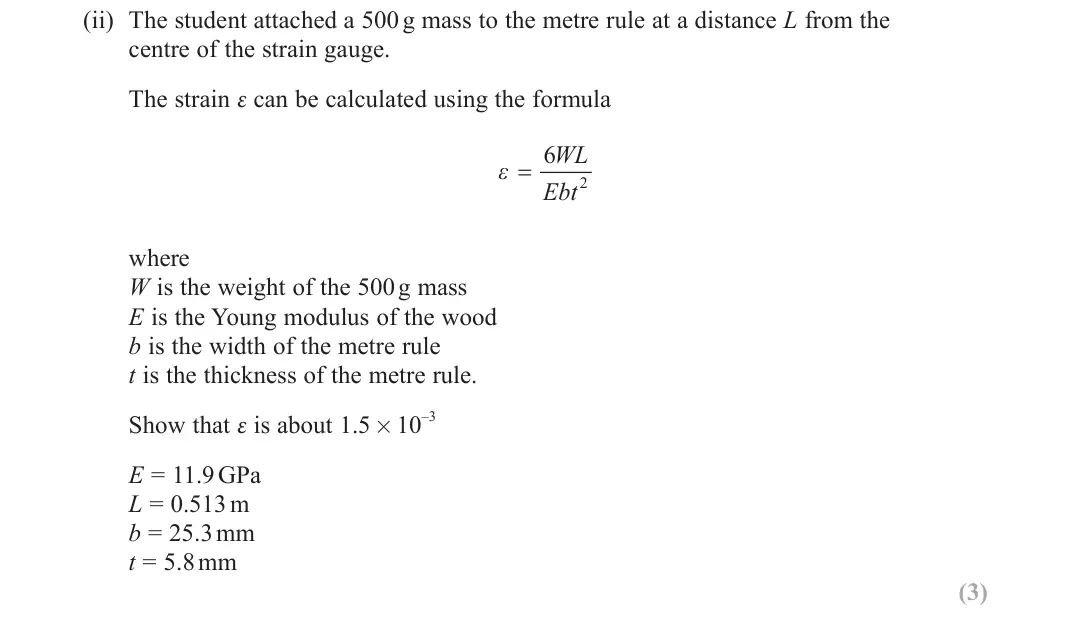 (ii) The student attached a 500 g mass to the metre rule at a distance L from the
centre of the strain gauge.
The strain ε can be calculated using the formula
ε = 6WL / Ebt²
where
W is the weight of the 500 g mass
E is the Young modulus of the wood
b is the width of the metre rule
t is the thickness of the metre rule.
Show that ε is about 1.5 × 10⁻³
E = 11.9 GPa
L = 0.513 m
b = 25.3 mm
t = 5.8 mm
(3)